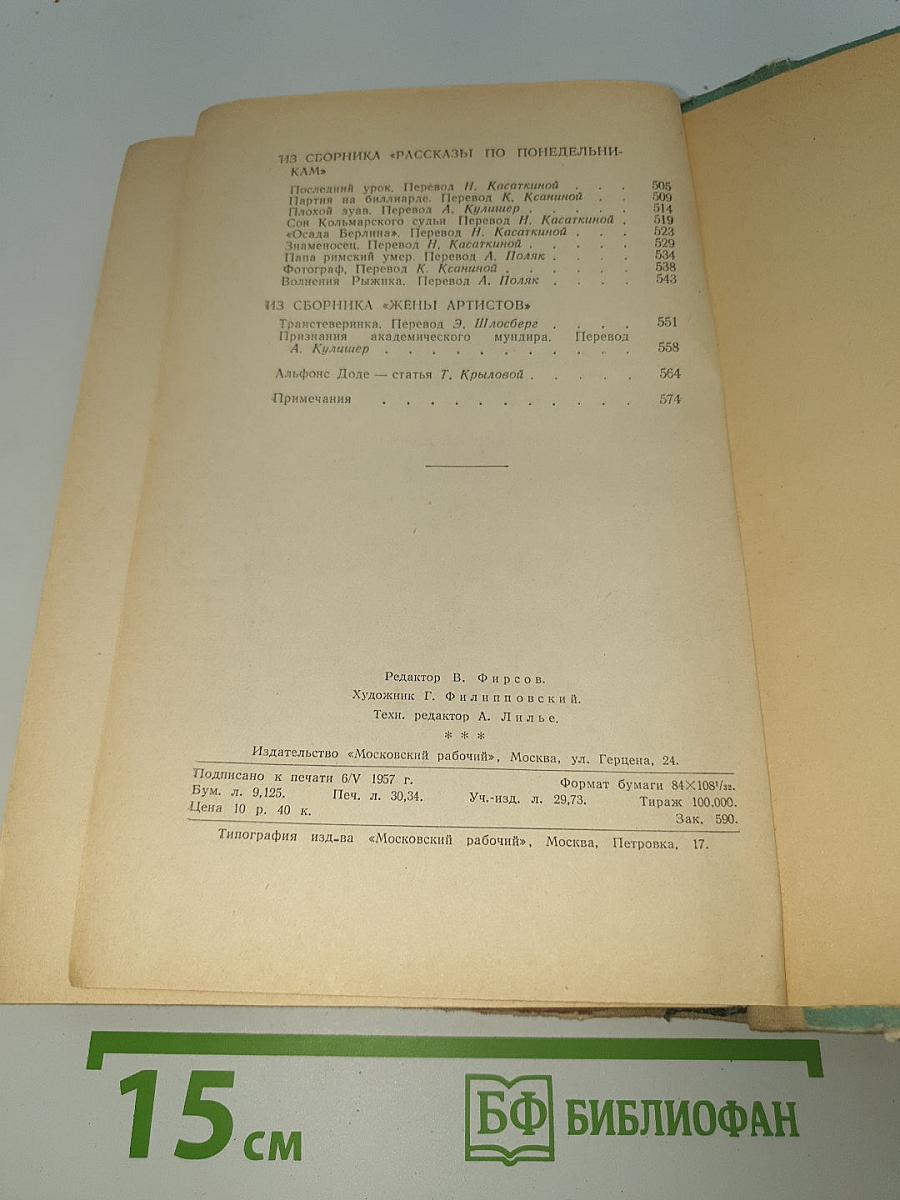 ИЗ СБОРНИКА «РАССКАЗЫ ПО ПОНЕДЕЛЬНИ-
КАМ»
Последний урок. Перевод Н. Касаткиной . . . 505
Партия на биллиарде. Перевод К. Ксаниной . . 509
Плохой зуав. Перевод А. Кулишер . . . . . 514
Сон Кольмарского судьи Перевод Н. Касаткиной . 519
«Осада Берлина». Перевод Н. Касаткиной . . . 523
Знаменосец. Перевод Н. Касаткиной . . . . . 529
Папа римский умер. Перевод А. Поляк . . . . 534
Фотограф, Перевод К. Ксаниной . . . . . . 538
Волнения Рыжика. Перевод А. Поляк . . . . 543
ИЗ СБОРНИКА «ЖЁНЫ АРТИСТОВ»
Транстеверинка. Перевод Э. Шлосберг . . . . 551
Признания академического мундира. Перевод
А. Кулишер . . . . . . . . . . . 558
Альфонс Доде — статья Т. Крыловой . . . . . 564
Примечания . . . . . . . . . . . 574
Редактор В. Фирсов.
Художник Г. Филипповский.
Техн. редактор А. Лилье.
* * *
Издательство «Московский рабочий», Москва, ул. Герцена, 24.
Подписано к печати 6/V 1957 г. Формат бумаги 84×108¹/₃₂.
Бум. л. 9,125. Печ. л. 30,34. Уч.-изд. л. 29,73. Тираж 100.000.
Цена 10 р. 40 к. Зак. 590.
Типография изд-ва «Московский рабочий», Москва, Петровка, 17.
15 см
БФ БИБЛИОФАН